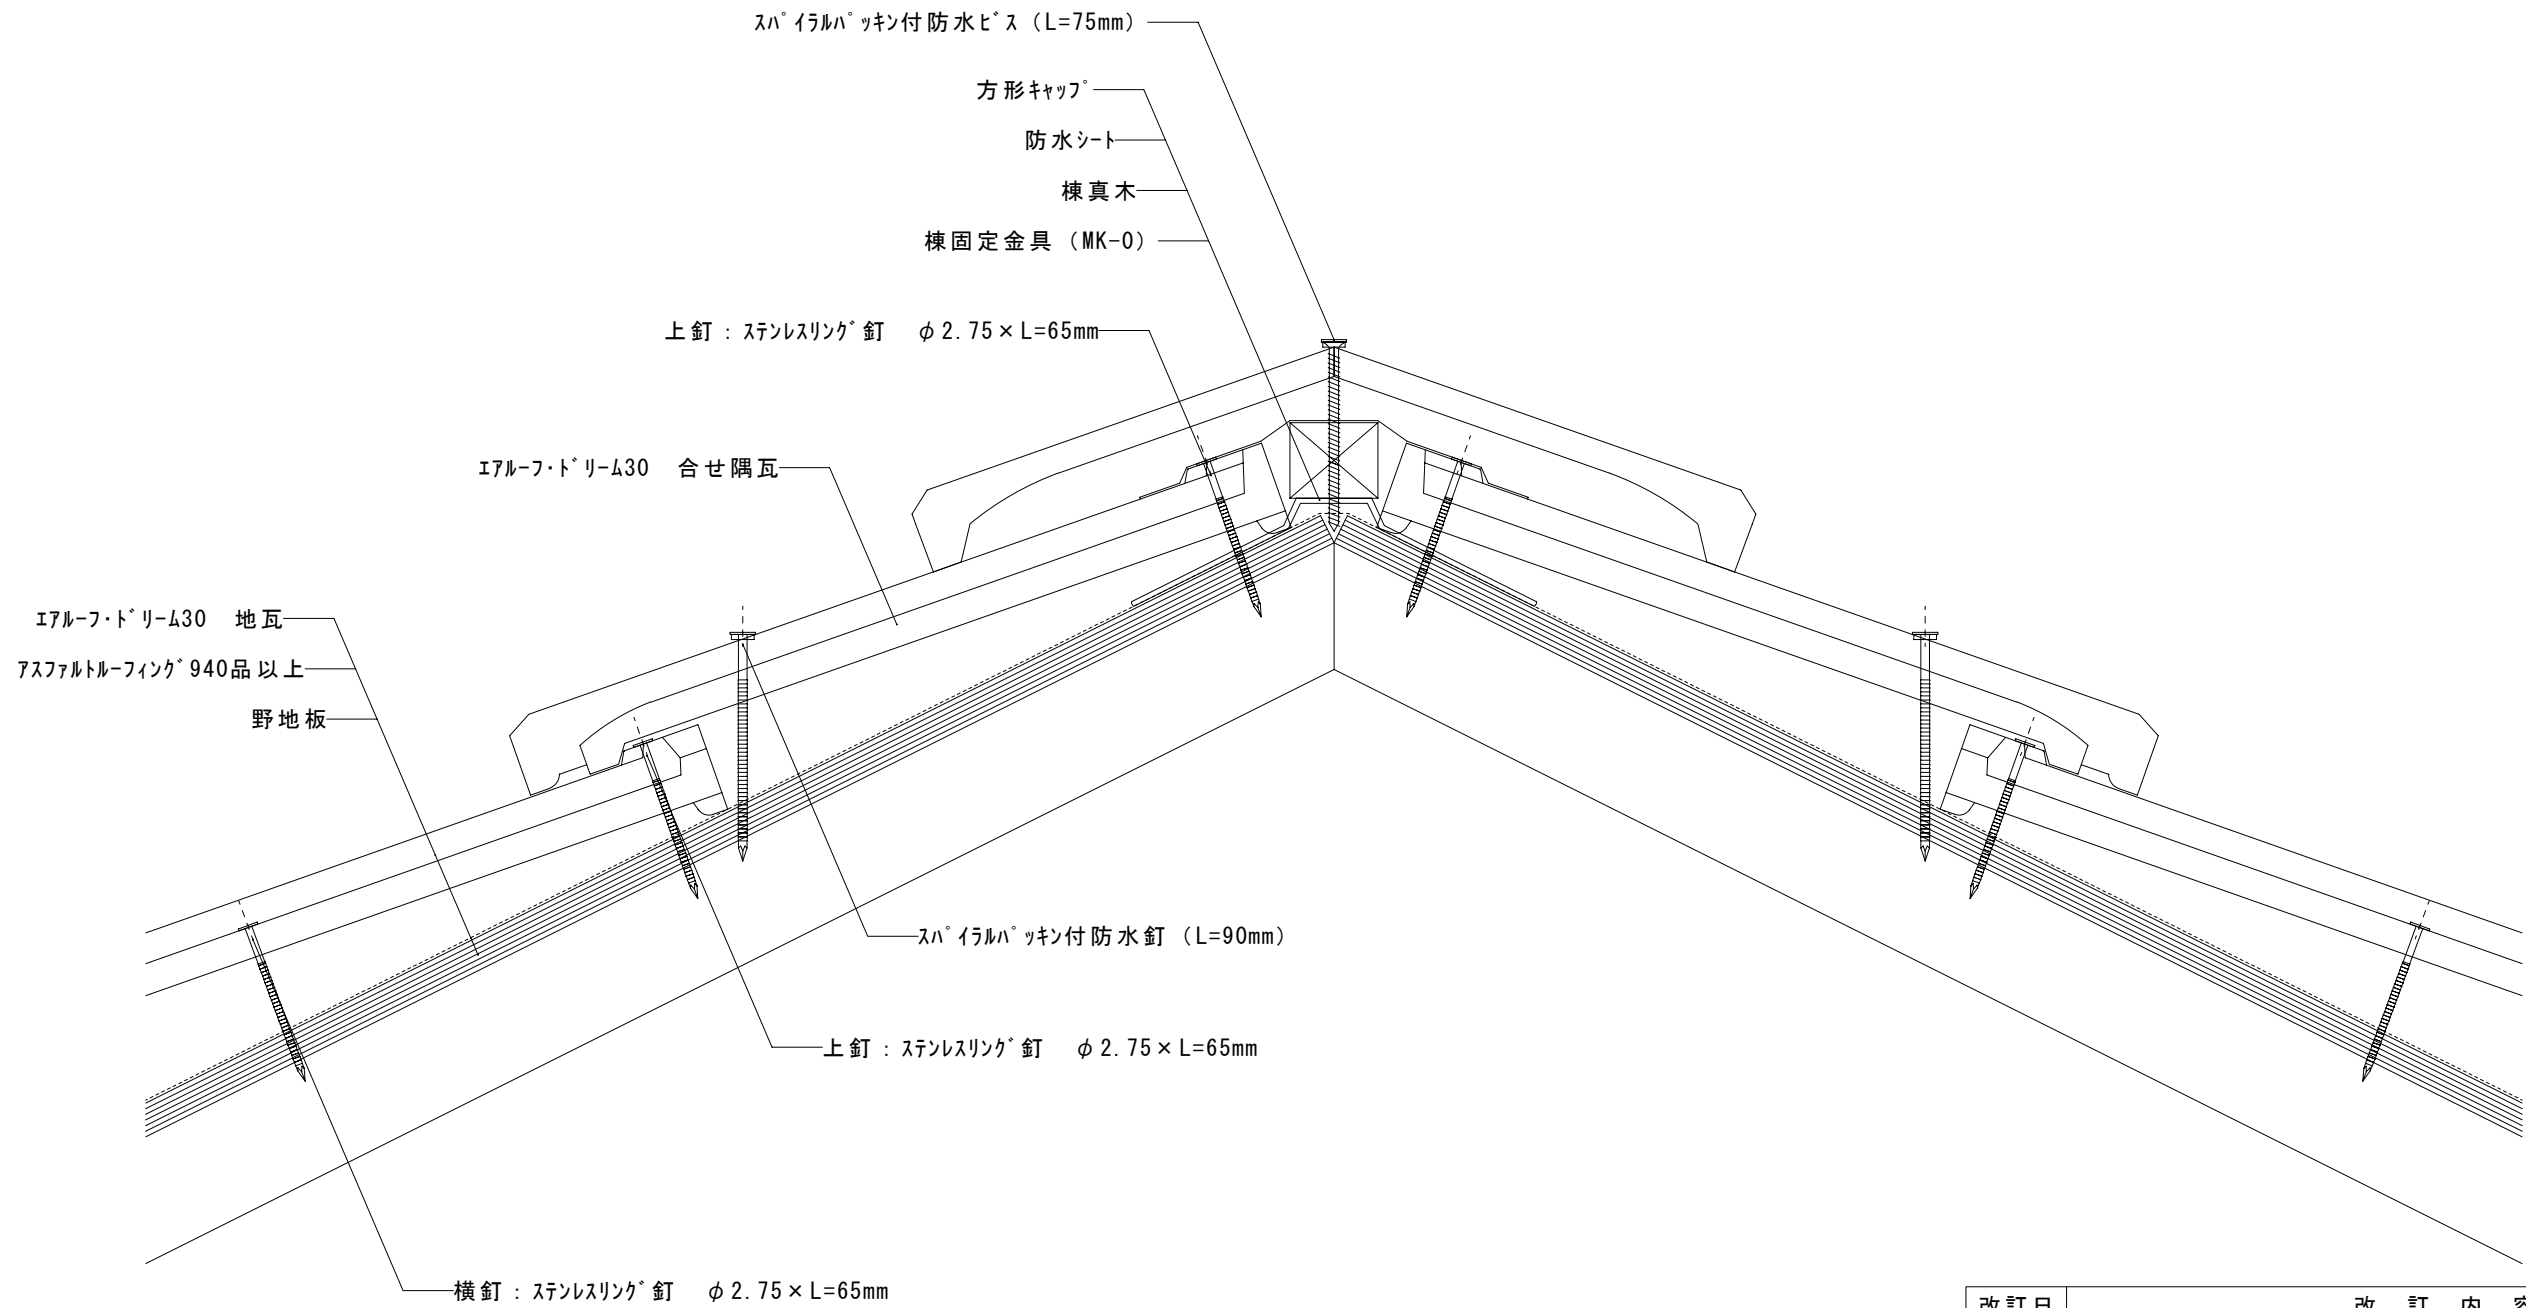 スパイラルパッキン付防水ビス（L=75mm）
方形キャップ
防水シート
棟真木
棟固定金具（MK-0）
上釘：ステンレスリング釘　φ2.75×L=65mm
エアルーフ・ドリーム30　合せ隅瓦
エアルーフ・ドリーム30　地瓦
アスファルトルーフィング940品以上
野地板
スパイラルパッキン付防水釘（L=90mm）
上釘：ステンレスリング釘　φ2.75×L=65mm
横釘：ステンレスリング釘　φ2.75×L=65mm
改訂日　改　訂　内　容